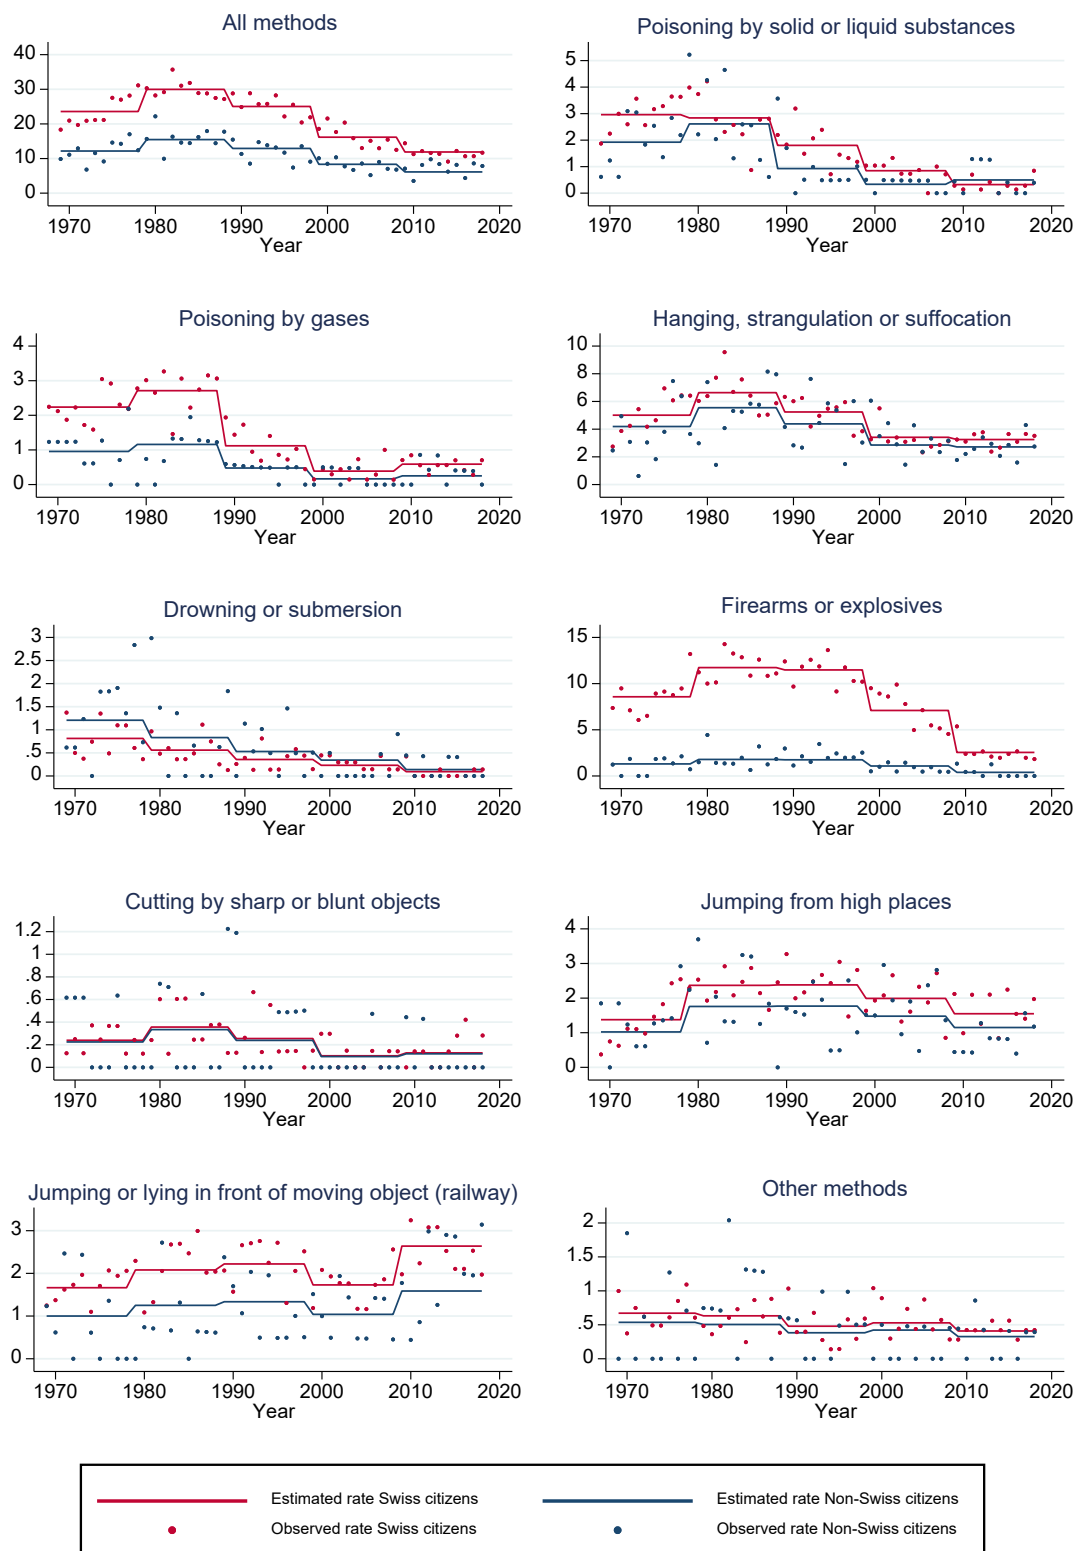 All methods
40
30
20
10
0
1970 1980 1990 2000 2010 2020
Year
Poisoning by solid or liquid substances
5
4
3
2
1
0
1970 1980 1990 2000 2010 2020
Year
Poisoning by gases
4
3
2
1
0
1970 1980 1990 2000 2010 2020
Year
Hanging, strangulation or suffocation
10
8
6
4
2
0
1970 1980 1990 2000 2010 2020
Year
Drowning or submersion
3
2.5
2
1.5
1
.5
0
1970 1980 1990 2000 2010 2020
Year
Firearms or explosives
15
10
5
0
1970 1980 1990 2000 2010 2020
Year
Cutting by sharp or blunt objects
1.2
1
.8
.6
.4
.2
0
1970 1980 1990 2000 2010 2020
Year
Jumping from high places
4
3
2
1
0
1970 1980 1990 2000 2010 2020
Year
Jumping or lying in front of moving object (railway)
3
2
1
0
1970 1980 1990 2000 2010 2020
Year
Other methods
2
1.5
1
.5
0
1970 1980 1990 2000 2010 2020
Year
Estimated rate Swiss citizens Estimated rate Non-Swiss citizens
Observed rate Swiss citizens Observed rate Non-Swiss citizens